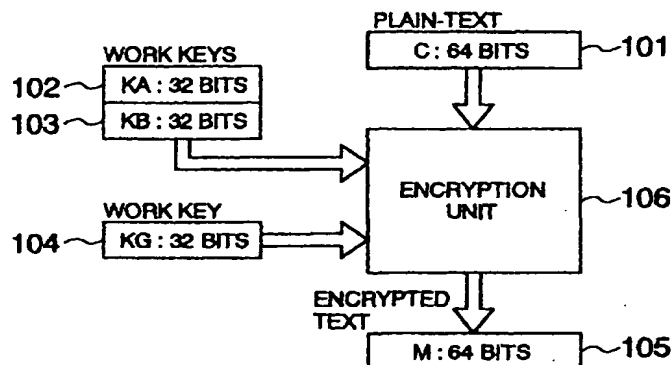 PLAIN-TEXT
C : 64 BITS
101
WORK KEYS
102
KA : 32 BITS
103
KB : 32 BITS
ENCRYPTION
UNIT
106
WORK KEY
104
KG : 32 BITS
ENCRYPTED
TEXT
M : 64 BITS
105